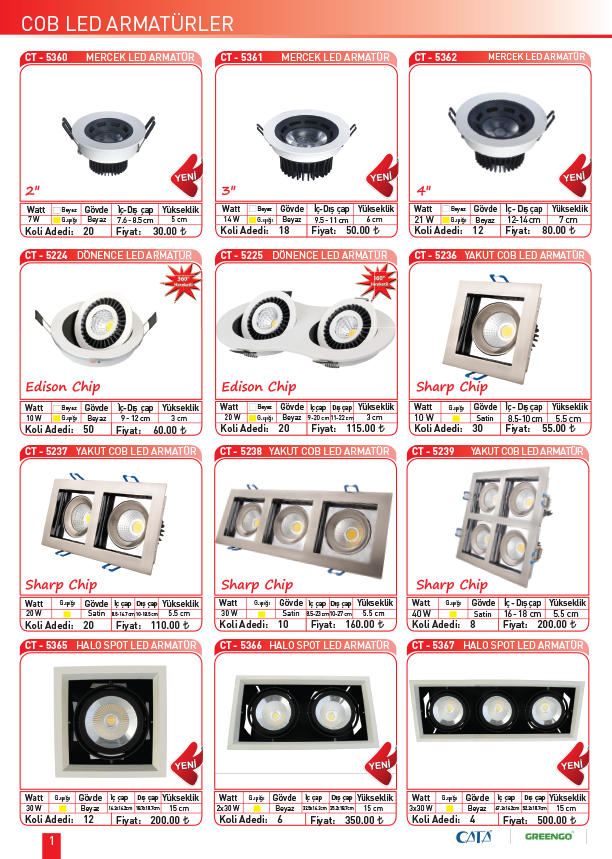 COB LED ARMATÜRLER
CT - 5360 MERCEK LED ARMATÜR
2"
YENİ
Watt Beyaz Gövde İç-Dış çap Yükseklik
7 W G.ışığı Beyaz 7.6 - 8.5 cm 5 cm
Koli Adedi: 20 Fiyat: 30.00 ₺
CT - 5361 MERCEK LED ARMATÜR
3"
YENİ
Watt Beyaz Gövde İç-Dış çap Yükseklik
14 W G.ışığı Beyaz 9.5 - 11 cm 6 cm
Koli Adedi: 18 Fiyat: 50.00 ₺
CT - 5362 MERCEK LED ARMATÜR
4"
YENİ
Watt Beyaz Gövde İç- Dış çap Yükseklik
21 W G.ışığı Beyaz 12-14 cm 7 cm
Koli Adedi: 12 Fiyat: 80.00 ₺
CT - 5224 DÖNENCE LED ARMATÜR
360°
Hareketli
Edison Chip
Watt Beyaz Gövde İç-Dış çap Yükseklik
10 W G.ışığı Beyaz 9 - 12 cm 3 cm
Koli Adedi: 50 Fiyat: 60.00 ₺
CT - 5225 DÖNENCE LED ARMATÜR
360°
Hareketli
Edison Chip
Watt Beyaz Gövde İç çap Dış çap Yükseklik
20 W G.ışığı Beyaz 9-20 cm 11-22 cm 3 cm
Koli Adedi: 20 Fiyat: 115.00 ₺
CT - 5236 YAKUT COB LED ARMATÜR
Sharp Chip
Watt G.ışığı Gövde İç- Dış çap Yükseklik
10 W Satin 8.5-10 cm 5.5 cm
Koli Adedi: 30 Fiyat: 55.00 ₺
CT - 5237 YAKUT COB LED ARMATÜR
Sharp Chip
Watt G.ışığı Gövde İç çap Dış çap Yükseklik
20 W Satin 8.5-16.7 cm 10-18.5 cm 5.5 cm
Koli Adedi: 20 Fiyat: 110.00 ₺
CT - 5238 YAKUT COB LED ARMATÜR
Sharp Chip
Watt G.ışığı Gövde İç çap Dış çap Yükseklik
30 W Satin 8.5-23 cm 10-27 cm 5.5 cm
Koli Adedi: 10 Fiyat: 160.00 ₺
CT - 5239 YAKUT COB LED ARMATÜR
Sharp Chip
Watt G.ışığı Gövde İç - Dış çap Yükseklik
40 W Satin 16 - 18 cm 5.5 cm
Koli Adedi: 8 Fiyat: 200.00 ₺
CT - 5365 HALO SPOT LED ARMATÜR
YENİ
Watt G.ışığı Gövde İç çap Dış çap Yükseklik
30 W Beyaz 15 cm
Koli Adedi: 12 Fiyat: 200.00 ₺
CT - 5366 HALO SPOT LED ARMATÜR
YENİ
Watt G.ışığı Gövde İç çap Dış çap Yükseklik
2x30 W Beyaz 15 cm
Koli Adedi: 6 Fiyat: 350.00 ₺
CT - 5367 HALO SPOT LED ARMATÜR
YENİ
Watt G.ışığı Gövde İç çap Dış çap Yükseklik
3x30 W Beyaz 15 cm
Koli Adedi: 4 Fiyat: 500.00 ₺
1
CATA GREENGO